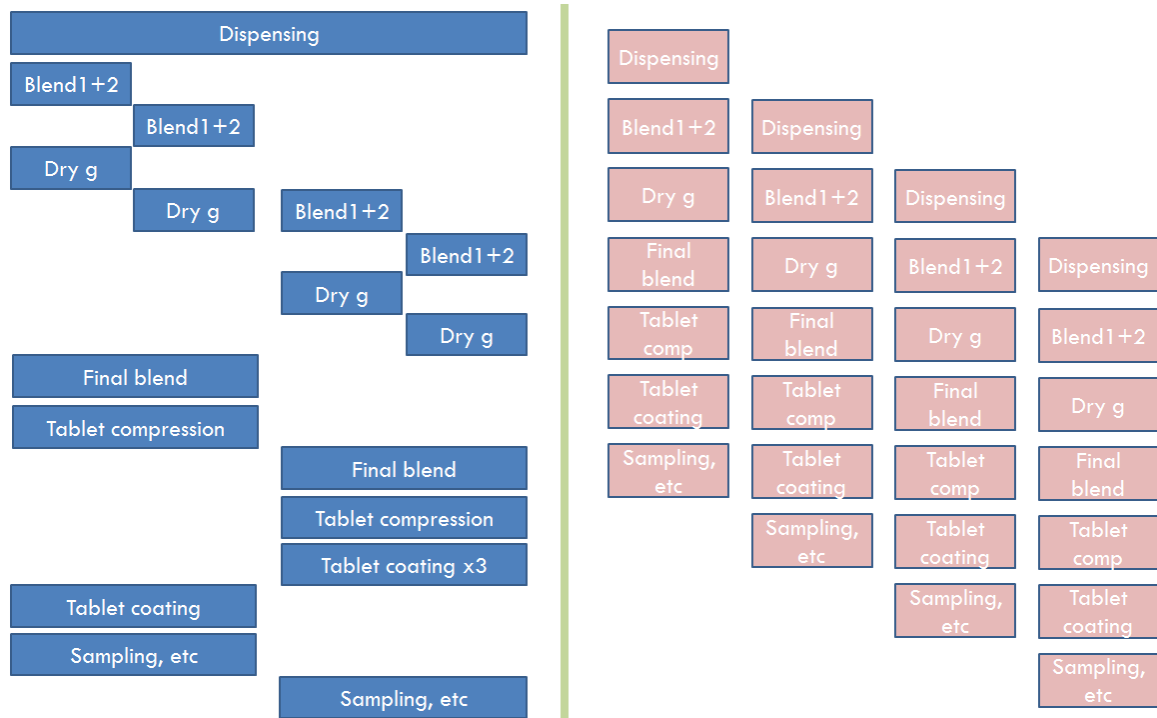 Dispensing
Blend1+2
Blend1+2
Dry g
Dry g
Blend1+2
Blend1+2
Dry g
Dry g
Final blend
Tablet compression
Final blend
Tablet compression
Tablet coating x3
Tablet coating
Sampling, etc
Sampling, etc
Dispensing
Blend1+2
Dispensing
Dry g
Blend1+2
Dispensing
Final
blend
Dry g
Blend1+2
Dispensing
Tablet
comp
Final
blend
Dry g
Blend1+2
Tablet
coating
Tablet
comp
Final
blend
Dry g
Sampling,
etc
Tablet
coating
Tablet
comp
Final
blend
Sampling,
etc
Tablet
coating
Tablet
comp
Sampling,
etc
Tablet
coating
Sampling,
etc